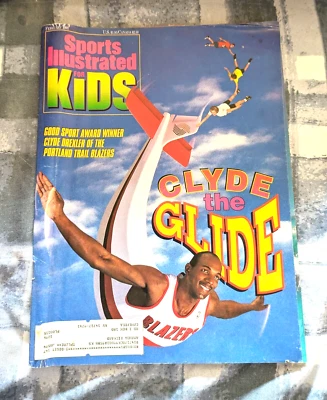 Sports
Illustrated
FOR
KIDS
GOOD SPORT AWARD WINNER
CLYDE DREXLER OF THE
PORTLAND TRAIL BLAZERS
CLYDE
the
GLIDE
BLAZERS